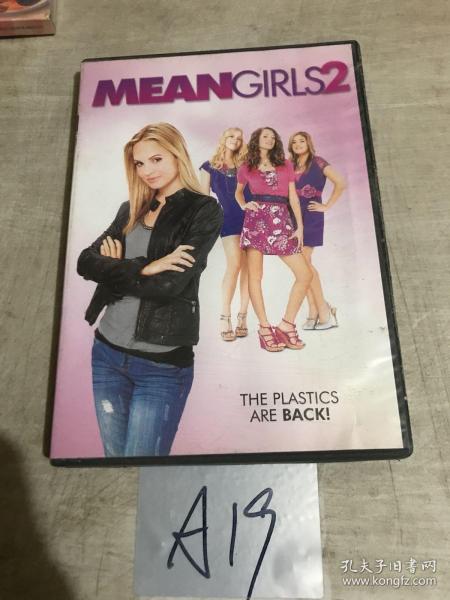 MEANGIRLS2
THE PLASTICS
ARE BACK!
A19
孔夫子旧书网
www.kongfz.com